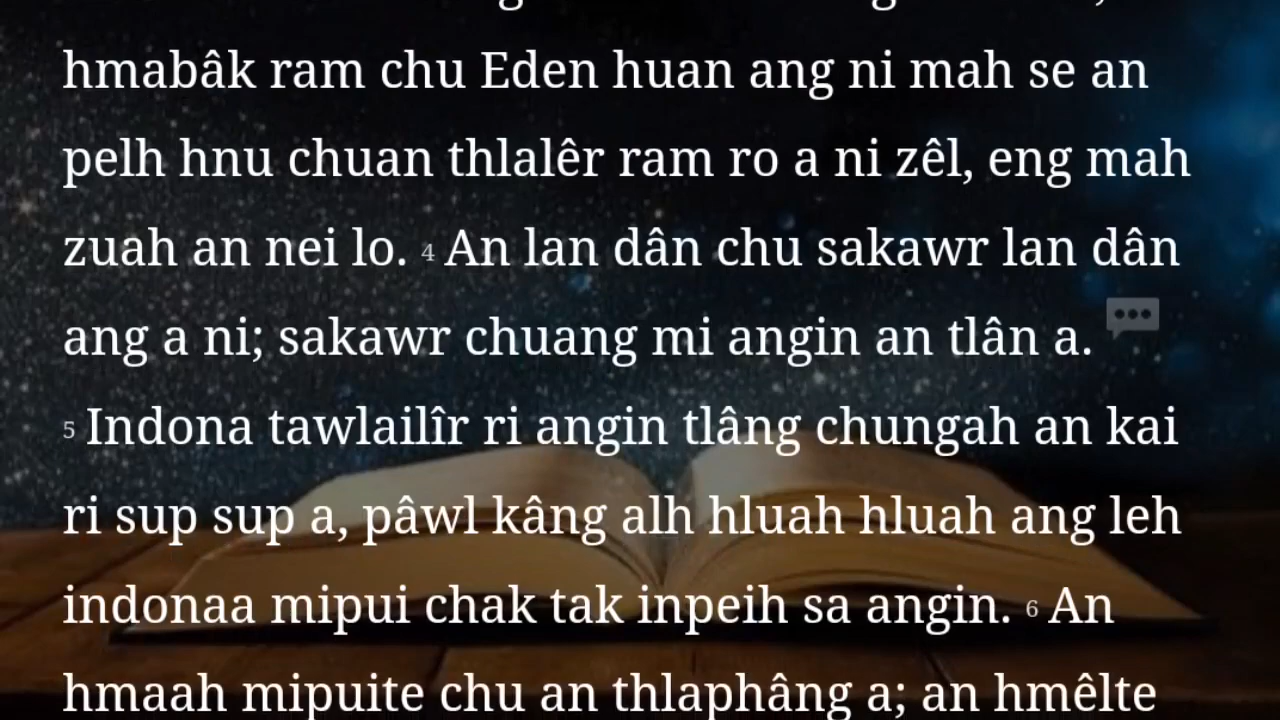 hmabâk ram chu Eden huan ang ni mah se an
pelh hnu chuan thlalêr ram ro a ni zêl, eng mah
zuah an nei lo. 4 An lan dân chu sakawr lan dân
ang a ni; sakawr chuang mi angin an tlân a.
5 Indona tawlailîr ri angin tlâng chungah an kai
ri sup sup a, pâwl kâng alh hluah hluah ang leh
indonaa mipui chak tak inpeih sa angin. 6 An
hmaah mipuite chu an thlaphâng a; an hmêlte